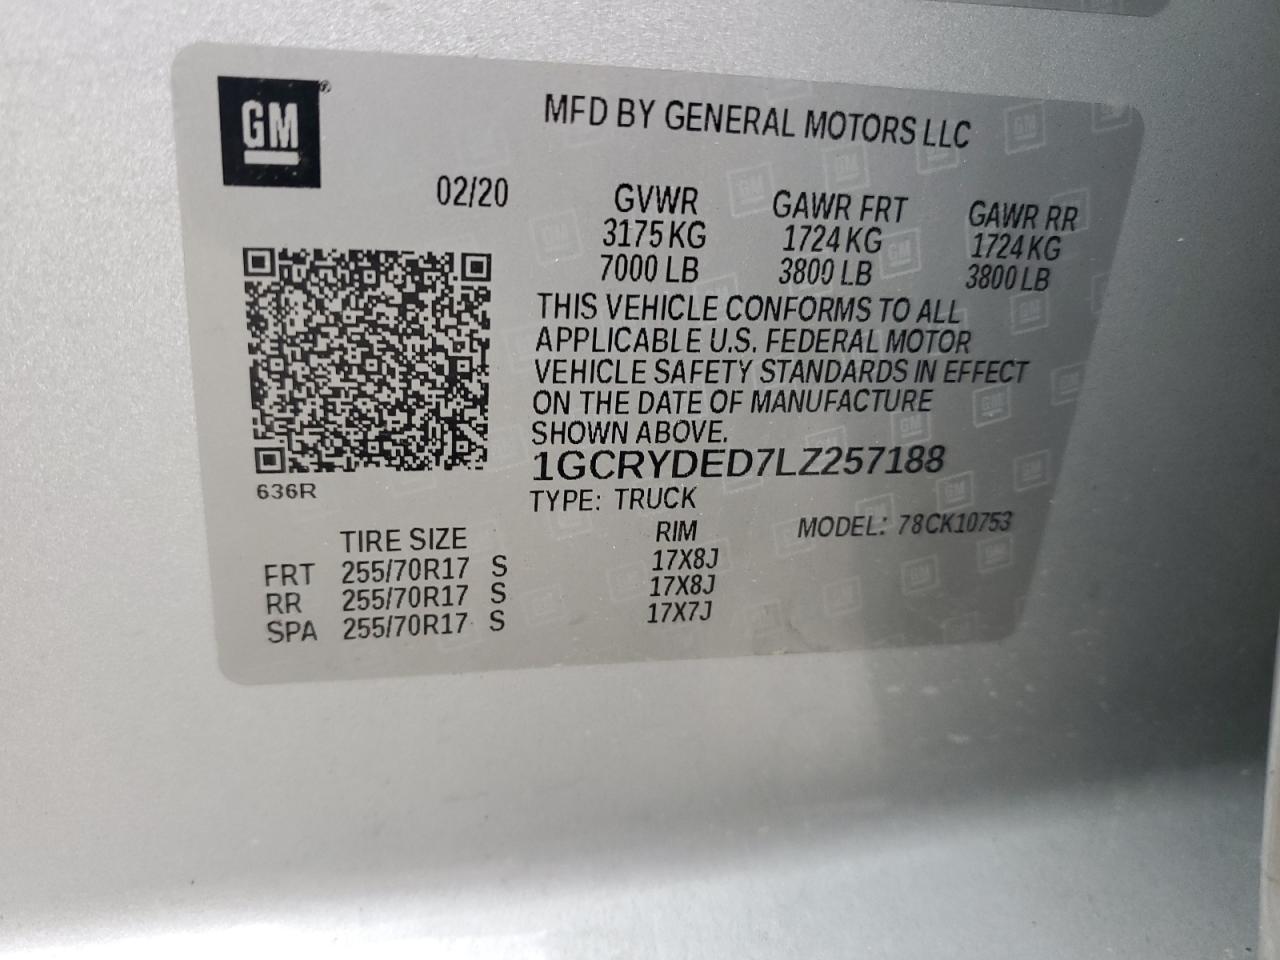 GM®
MFD BY GENERAL MOTORS LLC
02/20
GVWR GAWR FRT GAWR RR
3175 KG 1724 KG 1724 KG
7000 LB 3800 LB 3800 LB
THIS VEHICLE CONFORMS TO ALL
APPLICABLE U.S. FEDERAL MOTOR
VEHICLE SAFETY STANDARDS IN EFFECT
ON THE DATE OF MANUFACTURE
SHOWN ABOVE.
1GCRYDED7LZ257188
636R
TYPE: TRUCK
MODEL: 78CK10753
TIRE SIZE RIM
FRT 255/70R17 S 17X8J
RR 255/70R17 S 17X8J
SPA 255/70R17 S 17X7J